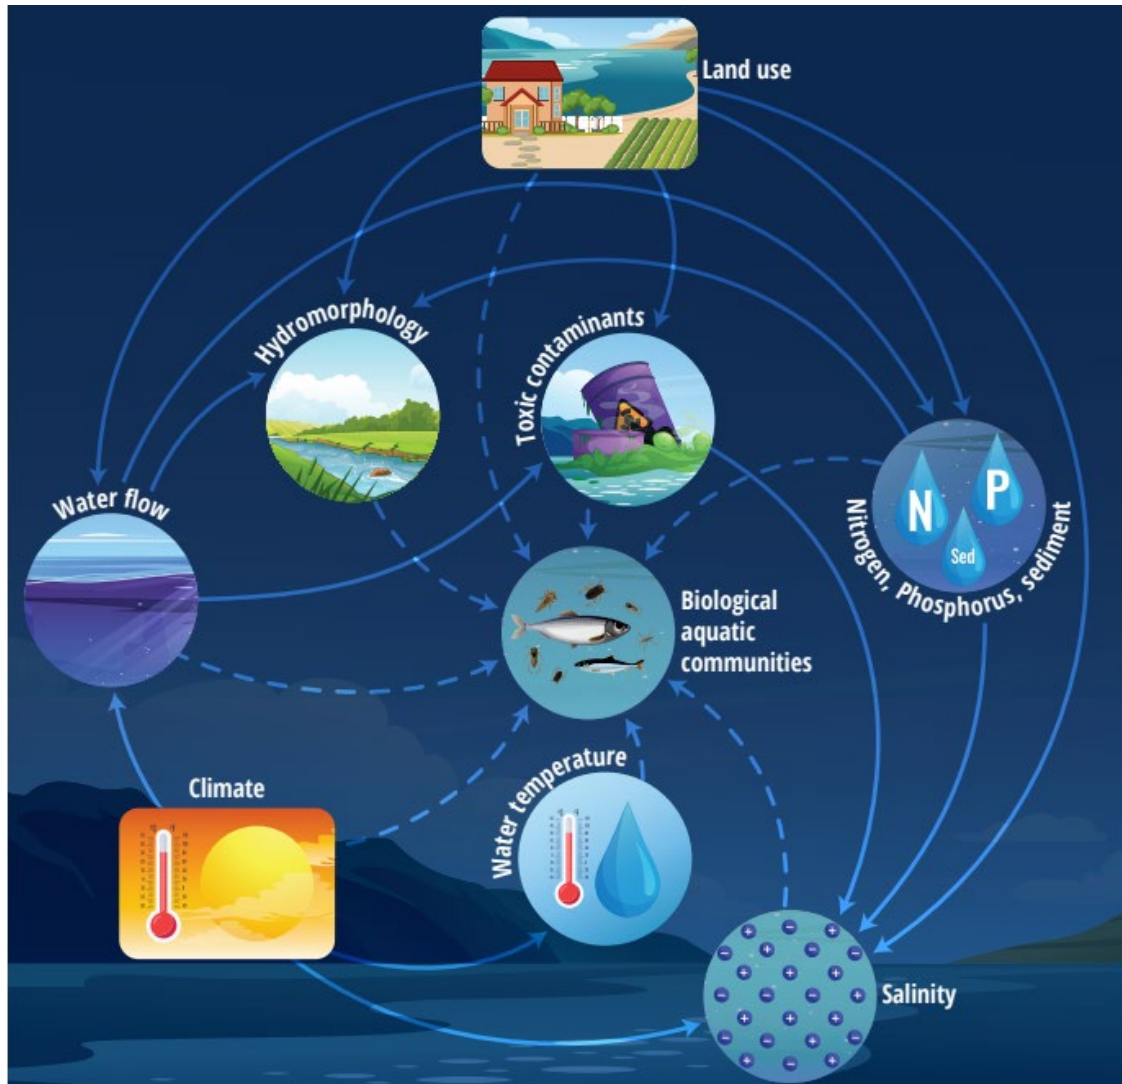 Land use
Hydromorphology
Toxic contaminants
Water flow
N
P
Sed
Nitrogen, Phosphorus, sediment
Biological
aquatic
communities
Climate
Water temperature
Salinity